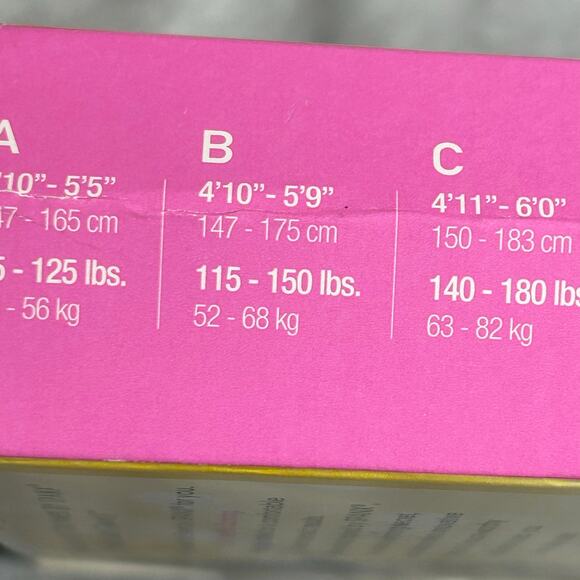 A
'10”- 5’5”
47 - 165 cm
5 - 125 lbs.
- 56 kg
B
4’10”- 5’9”
147 - 175 cm
115 - 150 lbs.
52 - 68 kg
C
4’11”- 6’0”
150 - 183 cm
140 - 180 lbs
63 - 82 kg